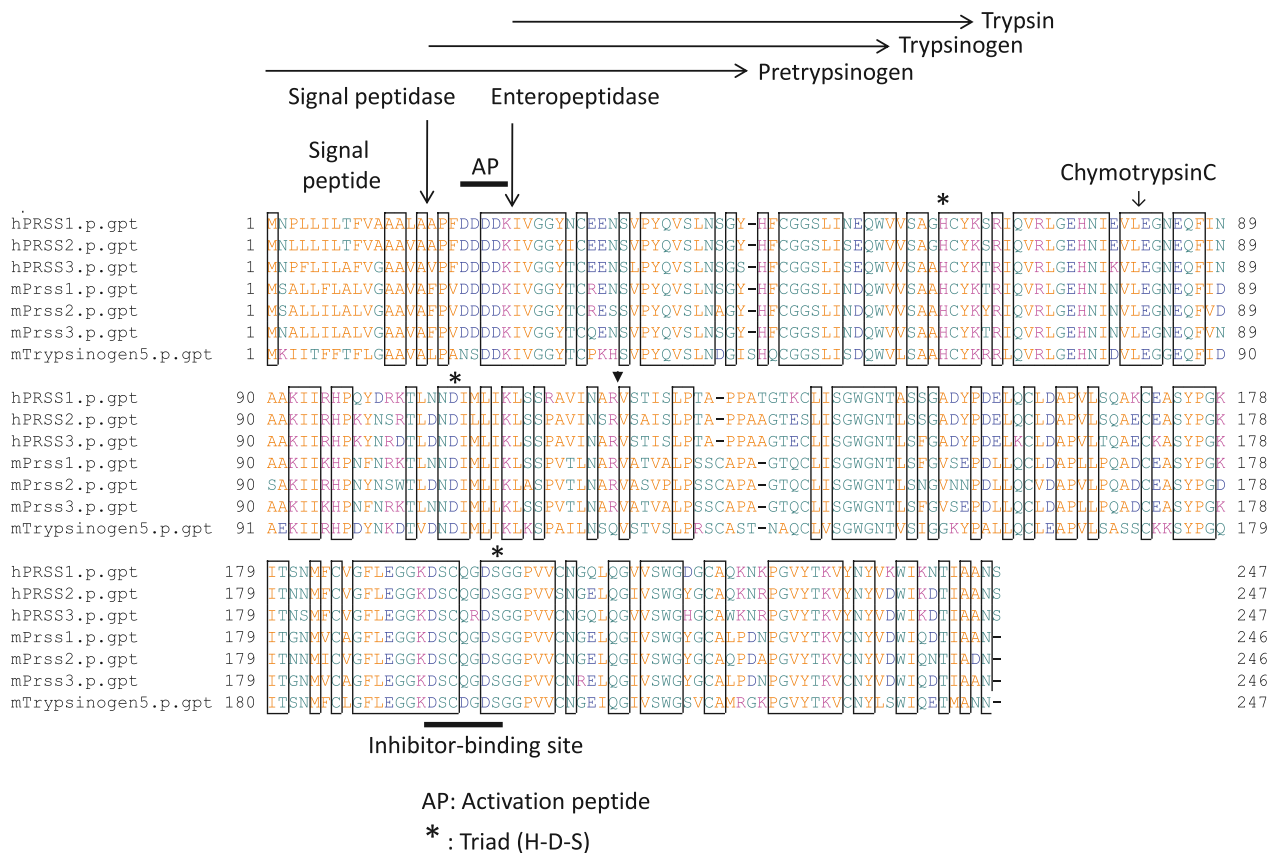 Trypsin
Trypsinogen
Pretrypsinogen
Signal peptidase
Enteropeptidase
Signal
peptide
AP
ChymotrypsinC
*
hPRSS1.p.gpt 1 MNPLLILTFVAAALAAPFDDDDKIVGGYNCEENSVPYQVSLNSGY-HFCGGSLINEQWVVSAGHCYKSRIQVRLGEHNIEVLEGNEQFIN 89
hPRSS2.p.gpt 1 MNLLLILTFVAAAVAAPFDDDDKIVGGYICEENSVPYQVSLNSGY-HFCGGSLISEQWVVSAGHCYKSRIQVRLGEHNIEVLEGNEQFIN 89
hPRSS3.p.gpt 1 MNPFLILAFVGAAVAVPFDDDDKIVGGYTCEENSLPYQVSLNSGS-HFCGGSLISEQWVVSAAHCYKTRIQVRLGEHNIKVLEGNEQFIN 89
mPrss1.p.gpt 1 MSALLFLALVGAAVAFPVDDDDKIVGGYTCRENSVPYQVSLNSGY-HFCGGSLINDQWVVSAAHCYKTRIQVRLGEHNINVLEGNEQFID 89
mPrss2.p.gpt 1 MSALLILALVGAAVAFPVDDDDKIVGGYTCRESSVPYQVSLNAGY-HFCGGSLINDQWVVSAAHCYKYRIQVRLGEHNINVLEGNEQFVD 89
mPrss3.p.gpt 1 MNALLILALVGAAVAFPVDDDDKIVGGYTCQENSVPYQVSLNSGY-HFCGGSLINDQWVVSAAHCYKTRIQVRLGEHNINVLEGNEQFIN 89
mTrypsinogen5.p.gpt 1 MKIITFFTFLGAAVALPANSDDKIVGGYTCPKHSVPYQVSLNDGISHQCGGSLISDQWVLSAAHCYKRRLQVRLGEHNIDVLEGGEQFID 90
*
hPRSS1.p.gpt 90 AAKIIRHPQYDRKTLNNDIMLIKLSSRAVINARVSTISLPTA-PPATGTKCLISGWGNTASSGADYPDELQCLDAPVLSQAKCEASYPGK 178
hPRSS2.p.gpt 90 AAKIIRHPKYNSRTLDNDIMLIKLSSPAVINSRVSTISLPTA-PPAAGTESLISGWGNTLSSGADYPDELQCLDAPVLSQAECEASYPGK 178
hPRSS3.p.gpt 90 AAKIIRHPKYNRDTLDNDIMLIKLSSPAVINARVSTISLPTA-PPAAGTECLISGWGNTLSFGADYPDELKCLDAPVLTQAECKASYPGK 178
mPrss1.p.gpt 90 AAKIIKHPNFNRKTLNNDIMLIKLSSPVTLNARVATVALPSSCAPA-GTQCLISGWGNTLSFGVSEPDLLQCLDAPLLPQADCEASYPGK 178
mPrss2.p.gpt 90 SAKIIRHPNYNSWTLDNDIMLIKLASPVTLNARVASVPLPSSCAPA-GTQCLISGWGNTLSNGVNNPDLLQCVDAPVLPQADCEASYPGD 178
mPrss3.p.gpt 90 AAKIIKHPNFNRKTLNNDIMLLKLSSPVTLNARVATVALPSSCAPA-GTQCLISGWGNTLSFGVSEPDLLQCLDAPLLPQADCEASYPGK 178
mTrypsinogen5.p.gpt 91 AEKIIRHPDYNKDTVDNDIMLIKLKSPAILNSQVSTVSLPRSCAST-NAQCLVSGWGNTVSIGGKYPALLQCLEAPVLSASSCKKSYPGQ 179
*
hPRSS1.p.gpt 179 ITSNMFCVGFLEGGKDSCQGDSGGPVVCNGQLQGVVSWGDGCAQKNKPGVYTKVYNYVKWIKNTIAANS 247
hPRSS2.p.gpt 179 ITNNMFCVGFLEGGKDSCQGDSGGPVVSNGELQGIVSWGYGCAQKNRPGVYTKVYNYVDWIKDTIAANS 247
hPRSS3.p.gpt 179 ITNSMFCVGFLEGGKDSCQRDSGGPVVCNGQLQGVVSWGHGCAWKNRPGVYTKVYNYVDWIKDTIAANS 247
mPrss1.p.gpt 179 ITGNMVCAGFLEGGKDSCQGDSGGPVVCNGELQGIVSWGYGCALPDNPGVYTKVCNYVDWIQDTIAAN- 246
mPrss2.p.gpt 179 ITNNMICVGFLEGGKDSCQGDSGGPVVCNGELQGIVSWGYGCAQPDAPGVYTKVCNYVDWIQNTIADN- 246
mPrss3.p.gpt 179 ITGNMVCAGFLEGGKDSCQGDSGGPVVCNRELQGIVSWGYGCALPDNPGVYTKVCNYVDWIQDTIAAN- 246
mTrypsinogen5.p.gpt 180 ITSNMFCLGFLEGGKDSCDGDSGGPVVCNGEIQGIVSWGSVCAMRGKPGVYTKVCNYLSWIQETMANN- 247
Inhibitor-binding site
AP: Activation peptide
* : Triad (H-D-S)